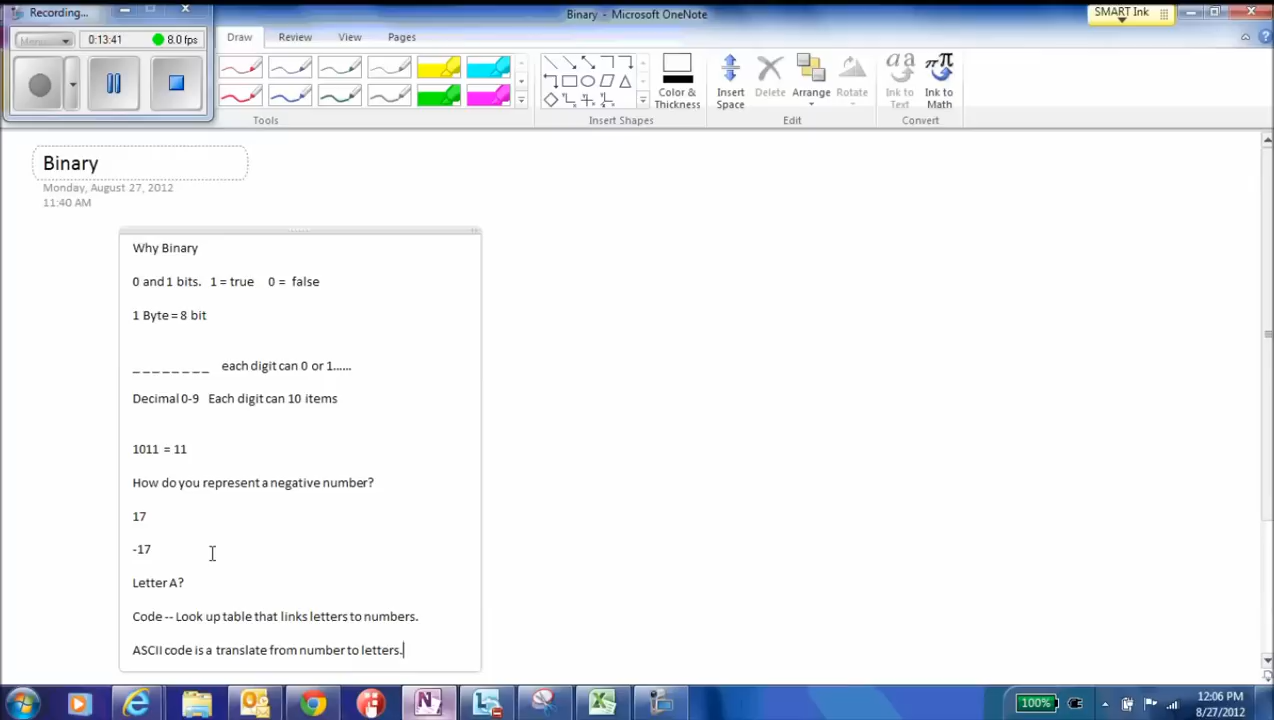 Recording...
Binary - Microsoft OneNote
SMART Ink
Menu
00:13:41
8.0 fps
Draw
Review
View
Pages
Color & Thickness
Insert Space
Delete
Arrange
Rotate
Ink to Text
Ink to Math
Tools
Insert Shapes
Edit
Convert
Binary
Monday, August 27, 2012
11:40 AM
Why Binary
0 and 1 bits. 1 = true 0 = false
1 Byte = 8 bit
_ _ _ _ _ _ _ _ each digit can 0 or 1......
Decimal 0-9 Each digit can 10 items
1011 = 11
How do you represent a negative number?
17
-17
Letter A?
Code -- Look up table that links letters to numbers.
ASCII code is a translate from number to letters.
100%
12:06 PM
8/27/2012